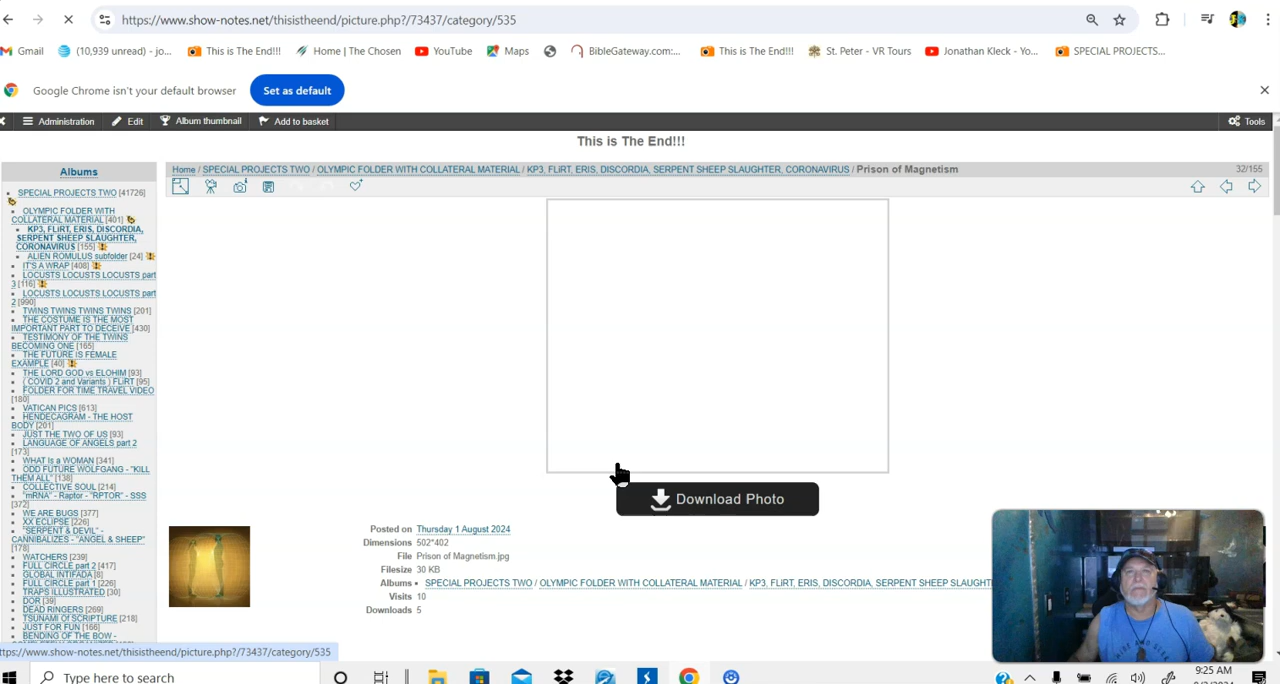 https://www.show-notes.net/thisistheend/picture.php?/73437/category/535
Gmail
(10,939 unread) - jo...
This is The End!!!
Home | The Chosen
YouTube
Maps
BibleGateway.com:...
This is The End!!!
St. Peter - VR Tours
Jonathan Kleck - Yo...
SPECIAL PROJECTS...
Google Chrome isn't your default browser
Set as default
Administration
Edit
Album thumbnail
Add to basket
Tools
This is The End!!!
Albums
Home / SPECIAL PROJECTS TWO / OLYMPIC FOLDER WITH COLLATERAL MATERIAL / KP3, FLiRT, ERIS, DISCORDIA, SERPENT SHEEP SLAUGHTER, CORONAVIRUS / Prison of Magnetism
32/155
SPECIAL PROJECTS TWO [41726]
OLYMPIC FOLDER WITH
COLLATERAL MATERIAL [401]
KP3, FLiRT, ERIS, DISCORDIA,
SERPENT SHEEP SLAUGHTER,
CORONAVIRUS [155]
ALIEN ROMULUS subfolder [24]
IT'S A WRAP [408]
LOCUSTS LOCUSTS LOCUSTS part
3 [116]
LOCUSTS LOCUSTS LOCUSTS part
2 [990]
TWINS TWINS TWINS TWINS [201]
THE COSTUME IS THE MOST
IMPORTANT PART TO DECEIVE [430]
TESTIMONY OF THE TWINS
BECOMING ONE [165]
THE FUTURE IS FEMALE
EXAMPLE [40]
THE LORD GOD vs ELOHIM [93]
( COVID 2 and Variants ) FLiRT [95]
FOLDER FOR TIME TRAVEL VIDEO
[180]
VATICAN PICS [613]
HENDECAGRAM - THE HOST
BODY [201]
JUST THE TWO OF US [93]
LANGUAGE OF ANGELS part 2
[173]
WHAT Is a WOMAN [341]
ODD FUTURE WOLFGANG - "KILL
THEM ALL" [138]
COLLECTIVE SOUL [214]
"mRNA" - Raptor - "RPTOR" - SSS
[372]
WE ARE BUGS [377]
XX ECLIPSE [226]
"SERPENT & DEVIL" -
CANNIBALIZES - "ANGEL & SHEEP"
[178]
WATCHERS [239]
FULL CIRCLE part 2 [417]
GLOBAL INTIFADA [8]
FULL CIRCLE part 1 [226]
TRAPS iLLUSTRATED [30]
DOR [39]
DEAD RINGERS [269]
TSUNAMI Of SCRIPTURE [218]
JUST FOR FUN [166]
BENDING OF THE BOW -
Download Photo
Posted on Thursday 1 August 2024
Dimensions 502*402
File Prison of Magnetism.jpg
Filesize 30 KB
Albums SPECIAL PROJECTS TWO / OLYMPIC FOLDER WITH COLLATERAL MATERIAL / KP3, FLiRT, ERIS, DISCORDIA, SERPENT SHEEP SLAUGHT
Visits 10
Downloads 5
ttps://www.show-notes.net/thisistheend/picture.php?/73437/category/535
Type here to search
9:25 AM